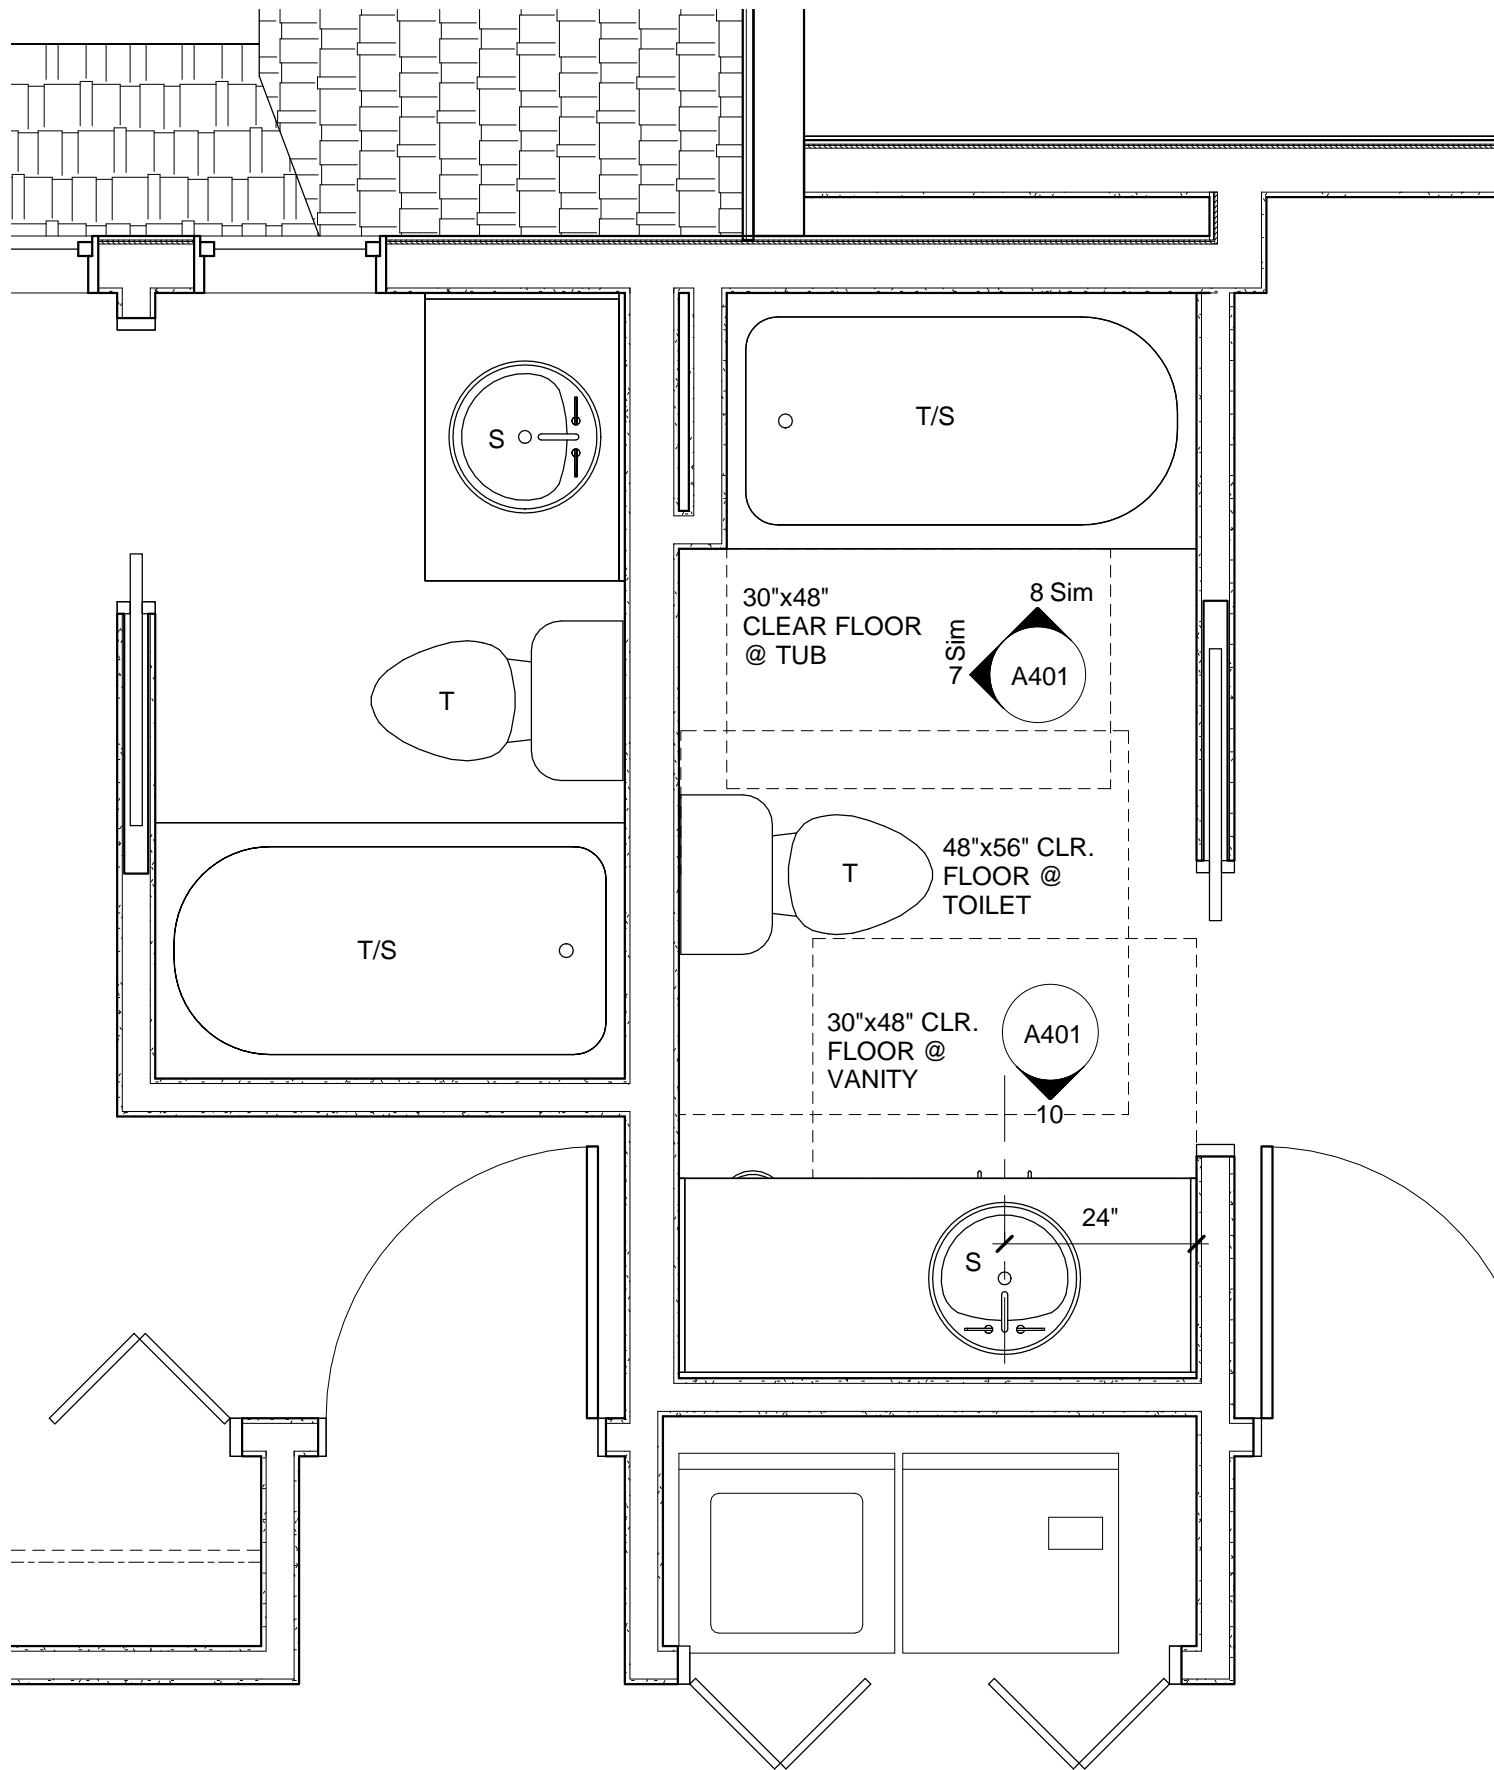 T/S
S
8 Sim
30"x48"
CLEAR FLOOR
@ TUB
7 Sim
A401
T
48"x56" CLR.
FLOOR @
TOILET
T
T/S
30"x48" CLR.
FLOOR @
VANITY
A401
10
24"
S